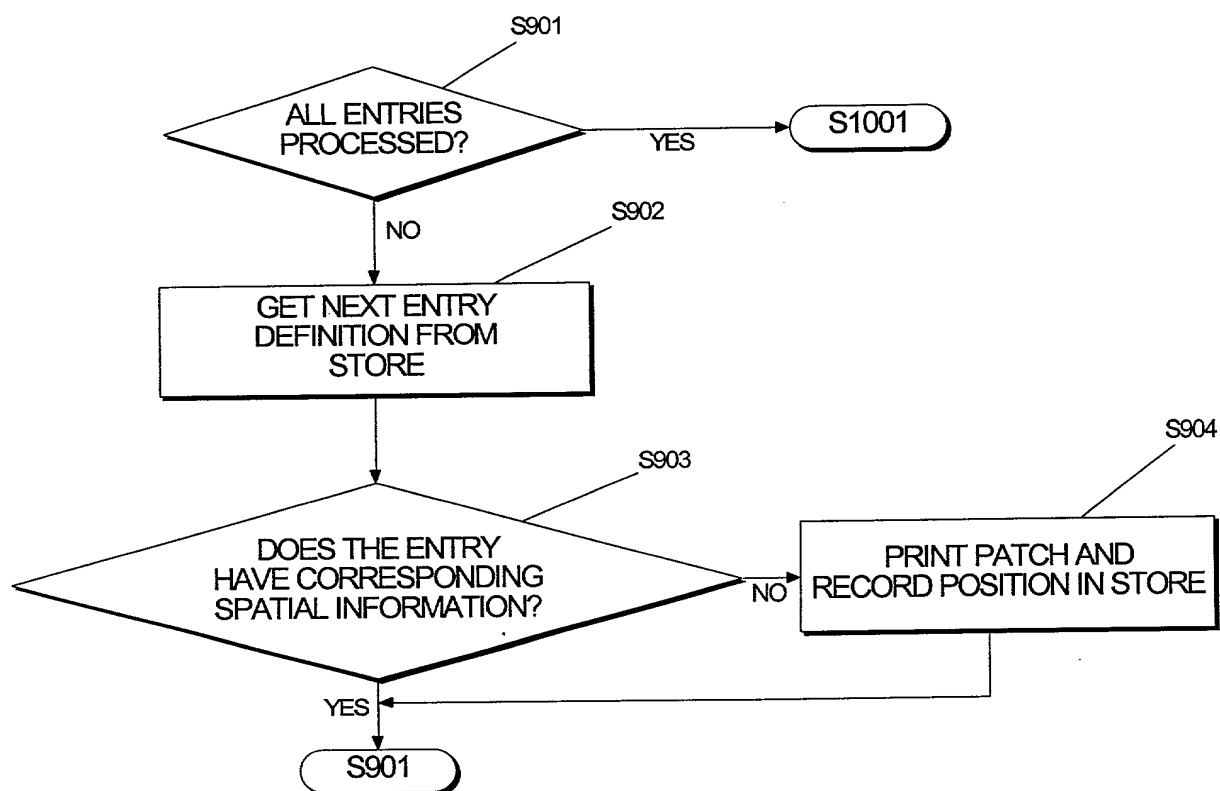 S901
ALL ENTRIES
PROCESSED?
YES
S1001
NO
S902
GET NEXT ENTRY
DEFINITION FROM
STORE
S903
DOES THE ENTRY
HAVE CORRESPONDING
SPATIAL INFORMATION?
NO
S904
PRINT PATCH AND
RECORD POSITION IN STORE
YES
S901